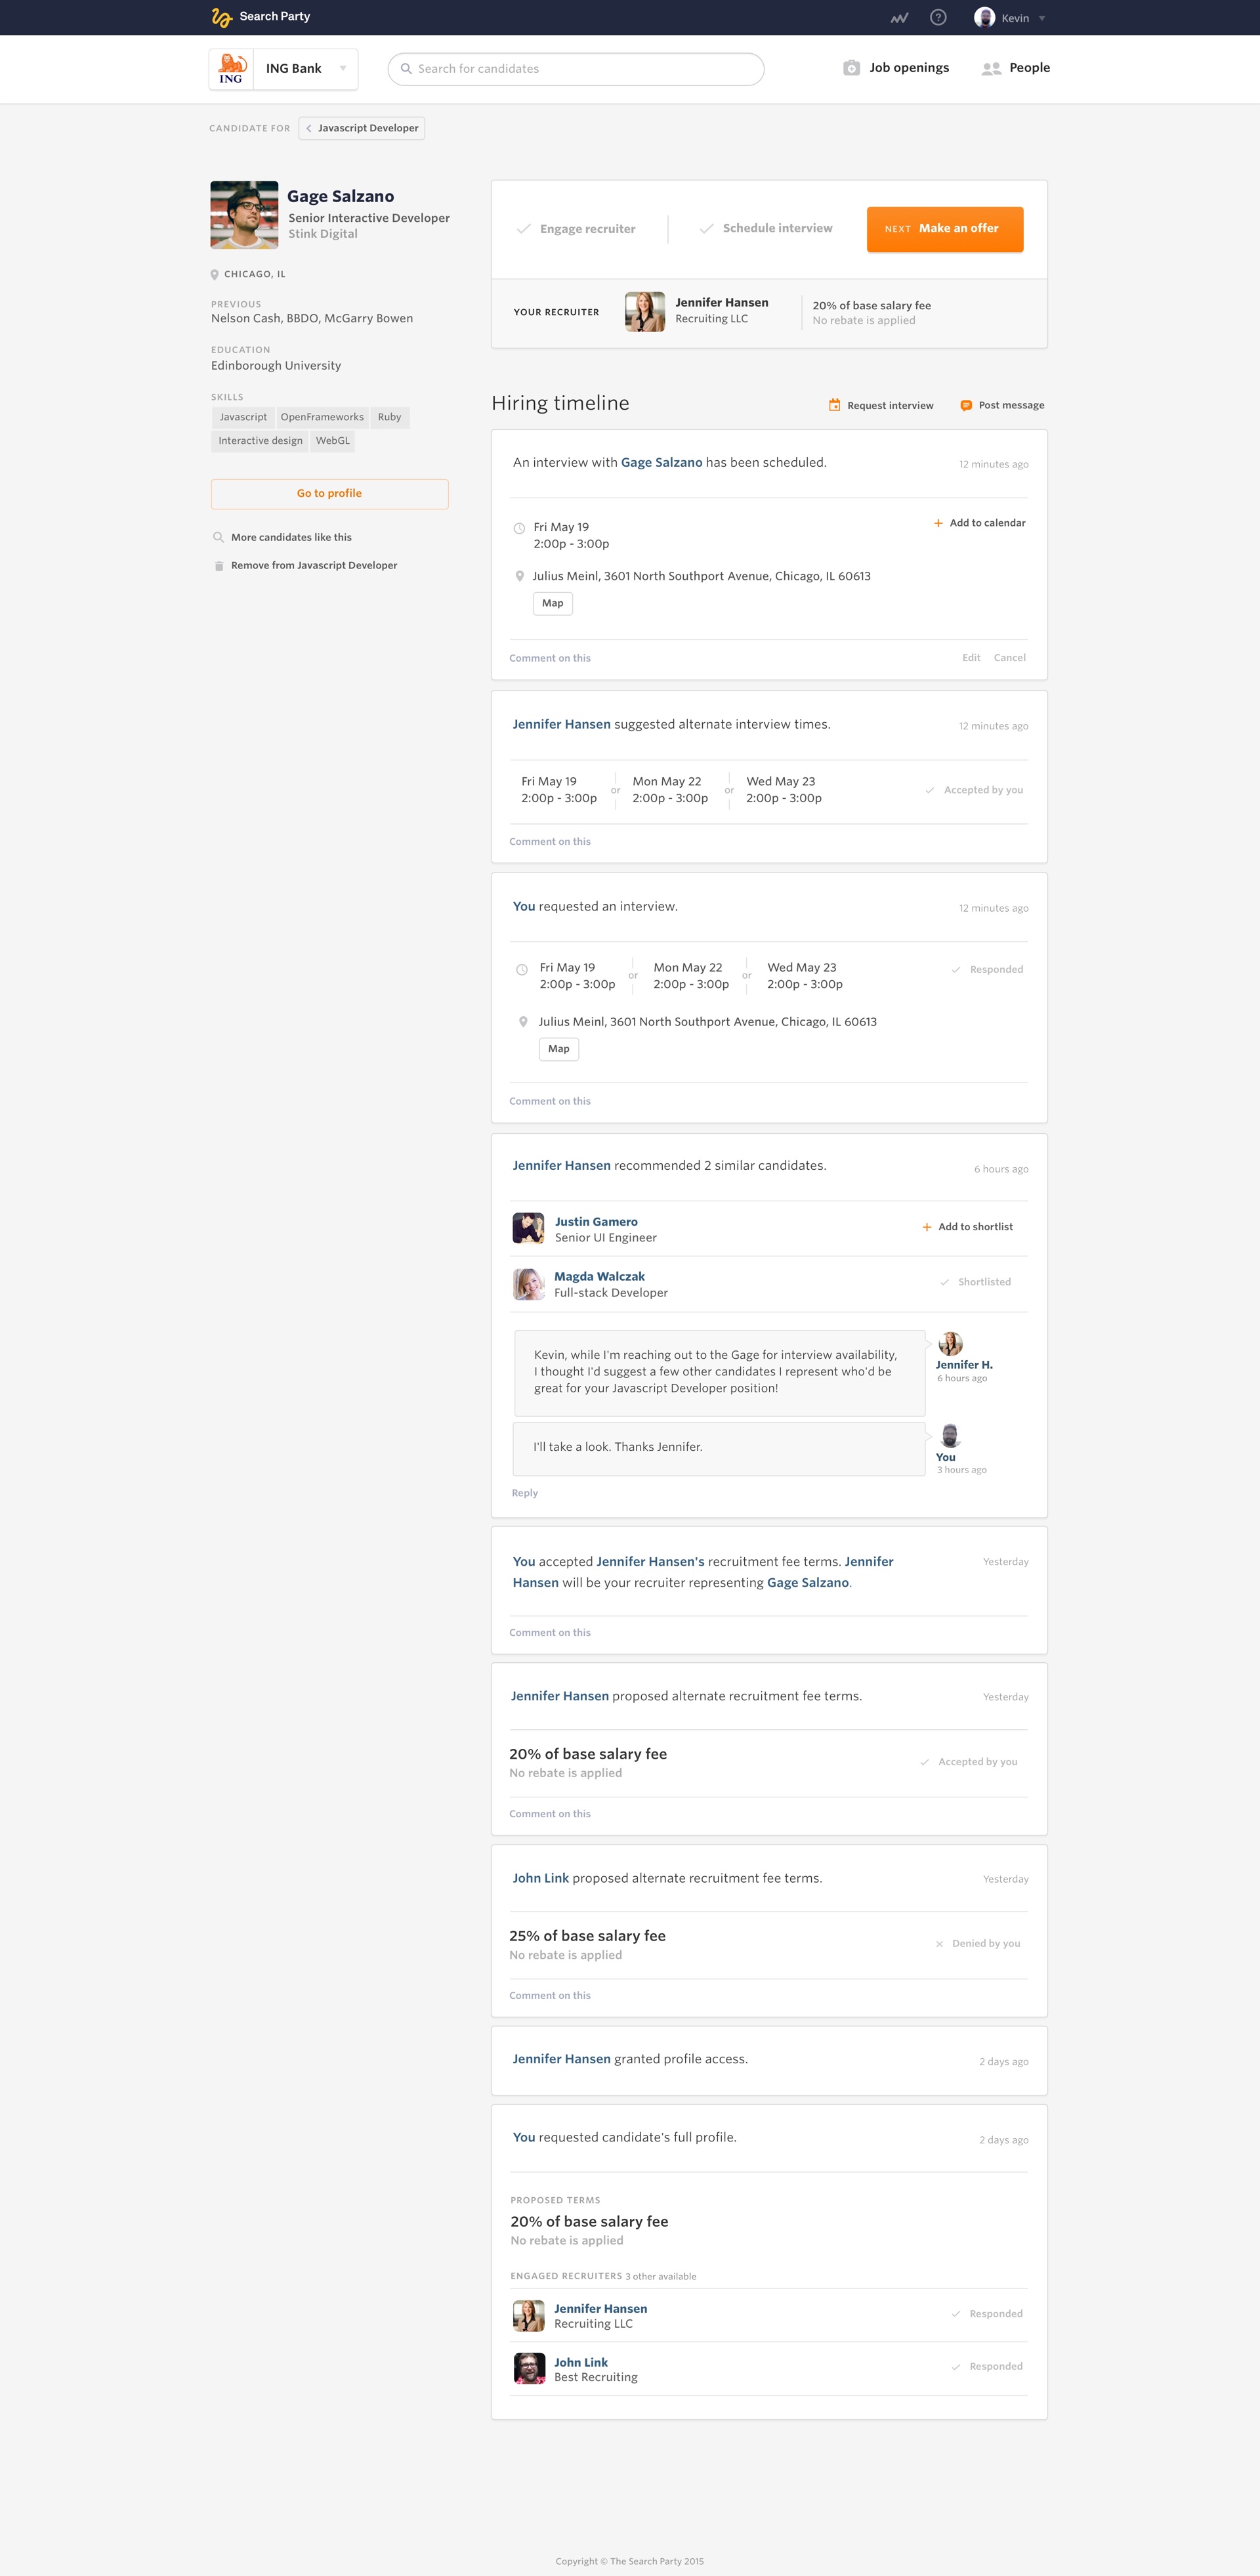 Search Party
Kevin
ING
ING Bank
Search for candidates
Job openings
People
CANDIDATE FOR
Javascript Developer
Gage Salzano
Senior Interactive Developer
Stink Digital
CHICAGO, IL
PREVIOUS
Nelson Cash, BBDO, McGarry Bowen
EDUCATION
Edinborough University
SKILLS
Javascript OpenFrameworks Ruby
Interactive design WebGL
Go to profile
More candidates like this
Remove from Javascript Developer
Engage recruiter
Schedule interview
NEXT Make an offer
YOUR RECRUITER
Jennifer Hansen
Recruiting LLC
20% of base salary fee
No rebate is applied
Hiring timeline
Request interview
Post message
An interview with Gage Salzano has been scheduled.
12 minutes ago
Fri May 19
2:00p - 3:00p
Add to calendar
Julius Meinl, 3601 North Southport Avenue, Chicago, IL 60613
Map
Comment on this
Edit Cancel
Jennifer Hansen suggested alternate interview times.
12 minutes ago
Fri May 19
2:00p - 3:00p
or
Mon May 22
2:00p - 3:00p
or
Wed May 23
2:00p - 3:00p
Accepted by you
Comment on this
You requested an interview.
12 minutes ago
Fri May 19
2:00p - 3:00p
or
Mon May 22
2:00p - 3:00p
or
Wed May 23
2:00p - 3:00p
Responded
Julius Meinl, 3601 North Southport Avenue, Chicago, IL 60613
Map
Comment on this
Jennifer Hansen recommended 2 similar candidates.
6 hours ago
Justin Gamero
Senior UI Engineer
Add to shortlist
Magda Walczak
Full-stack Developer
Shortlisted
Kevin, while I'm reaching out to the Gage for interview availability,
I thought I'd suggest a few other candidates I represent who'd be
great for your Javascript Developer position!
Jennifer H.
6 hours ago
I'll take a look. Thanks Jennifer.
You
3 hours ago
Reply
You accepted Jennifer Hansen's recruitment fee terms. Jennifer
Hansen will be your recruiter representing Gage Salzano.
Yesterday
Comment on this
Jennifer Hansen proposed alternate recruitment fee terms.
Yesterday
20% of base salary fee
No rebate is applied
Accepted by you
Comment on this
John Link proposed alternate recruitment fee terms.
Yesterday
25% of base salary fee
No rebate is applied
Denied by you
Comment on this
Jennifer Hansen granted profile access.
2 days ago
You requested candidate's full profile.
2 days ago
PROPOSED TERMS
20% of base salary fee
No rebate is applied
ENGAGED RECRUITERS 3 other available
Jennifer Hansen
Recruiting LLC
Responded
John Link
Best Recruiting
Responded
Copyright © The Search Party 2015